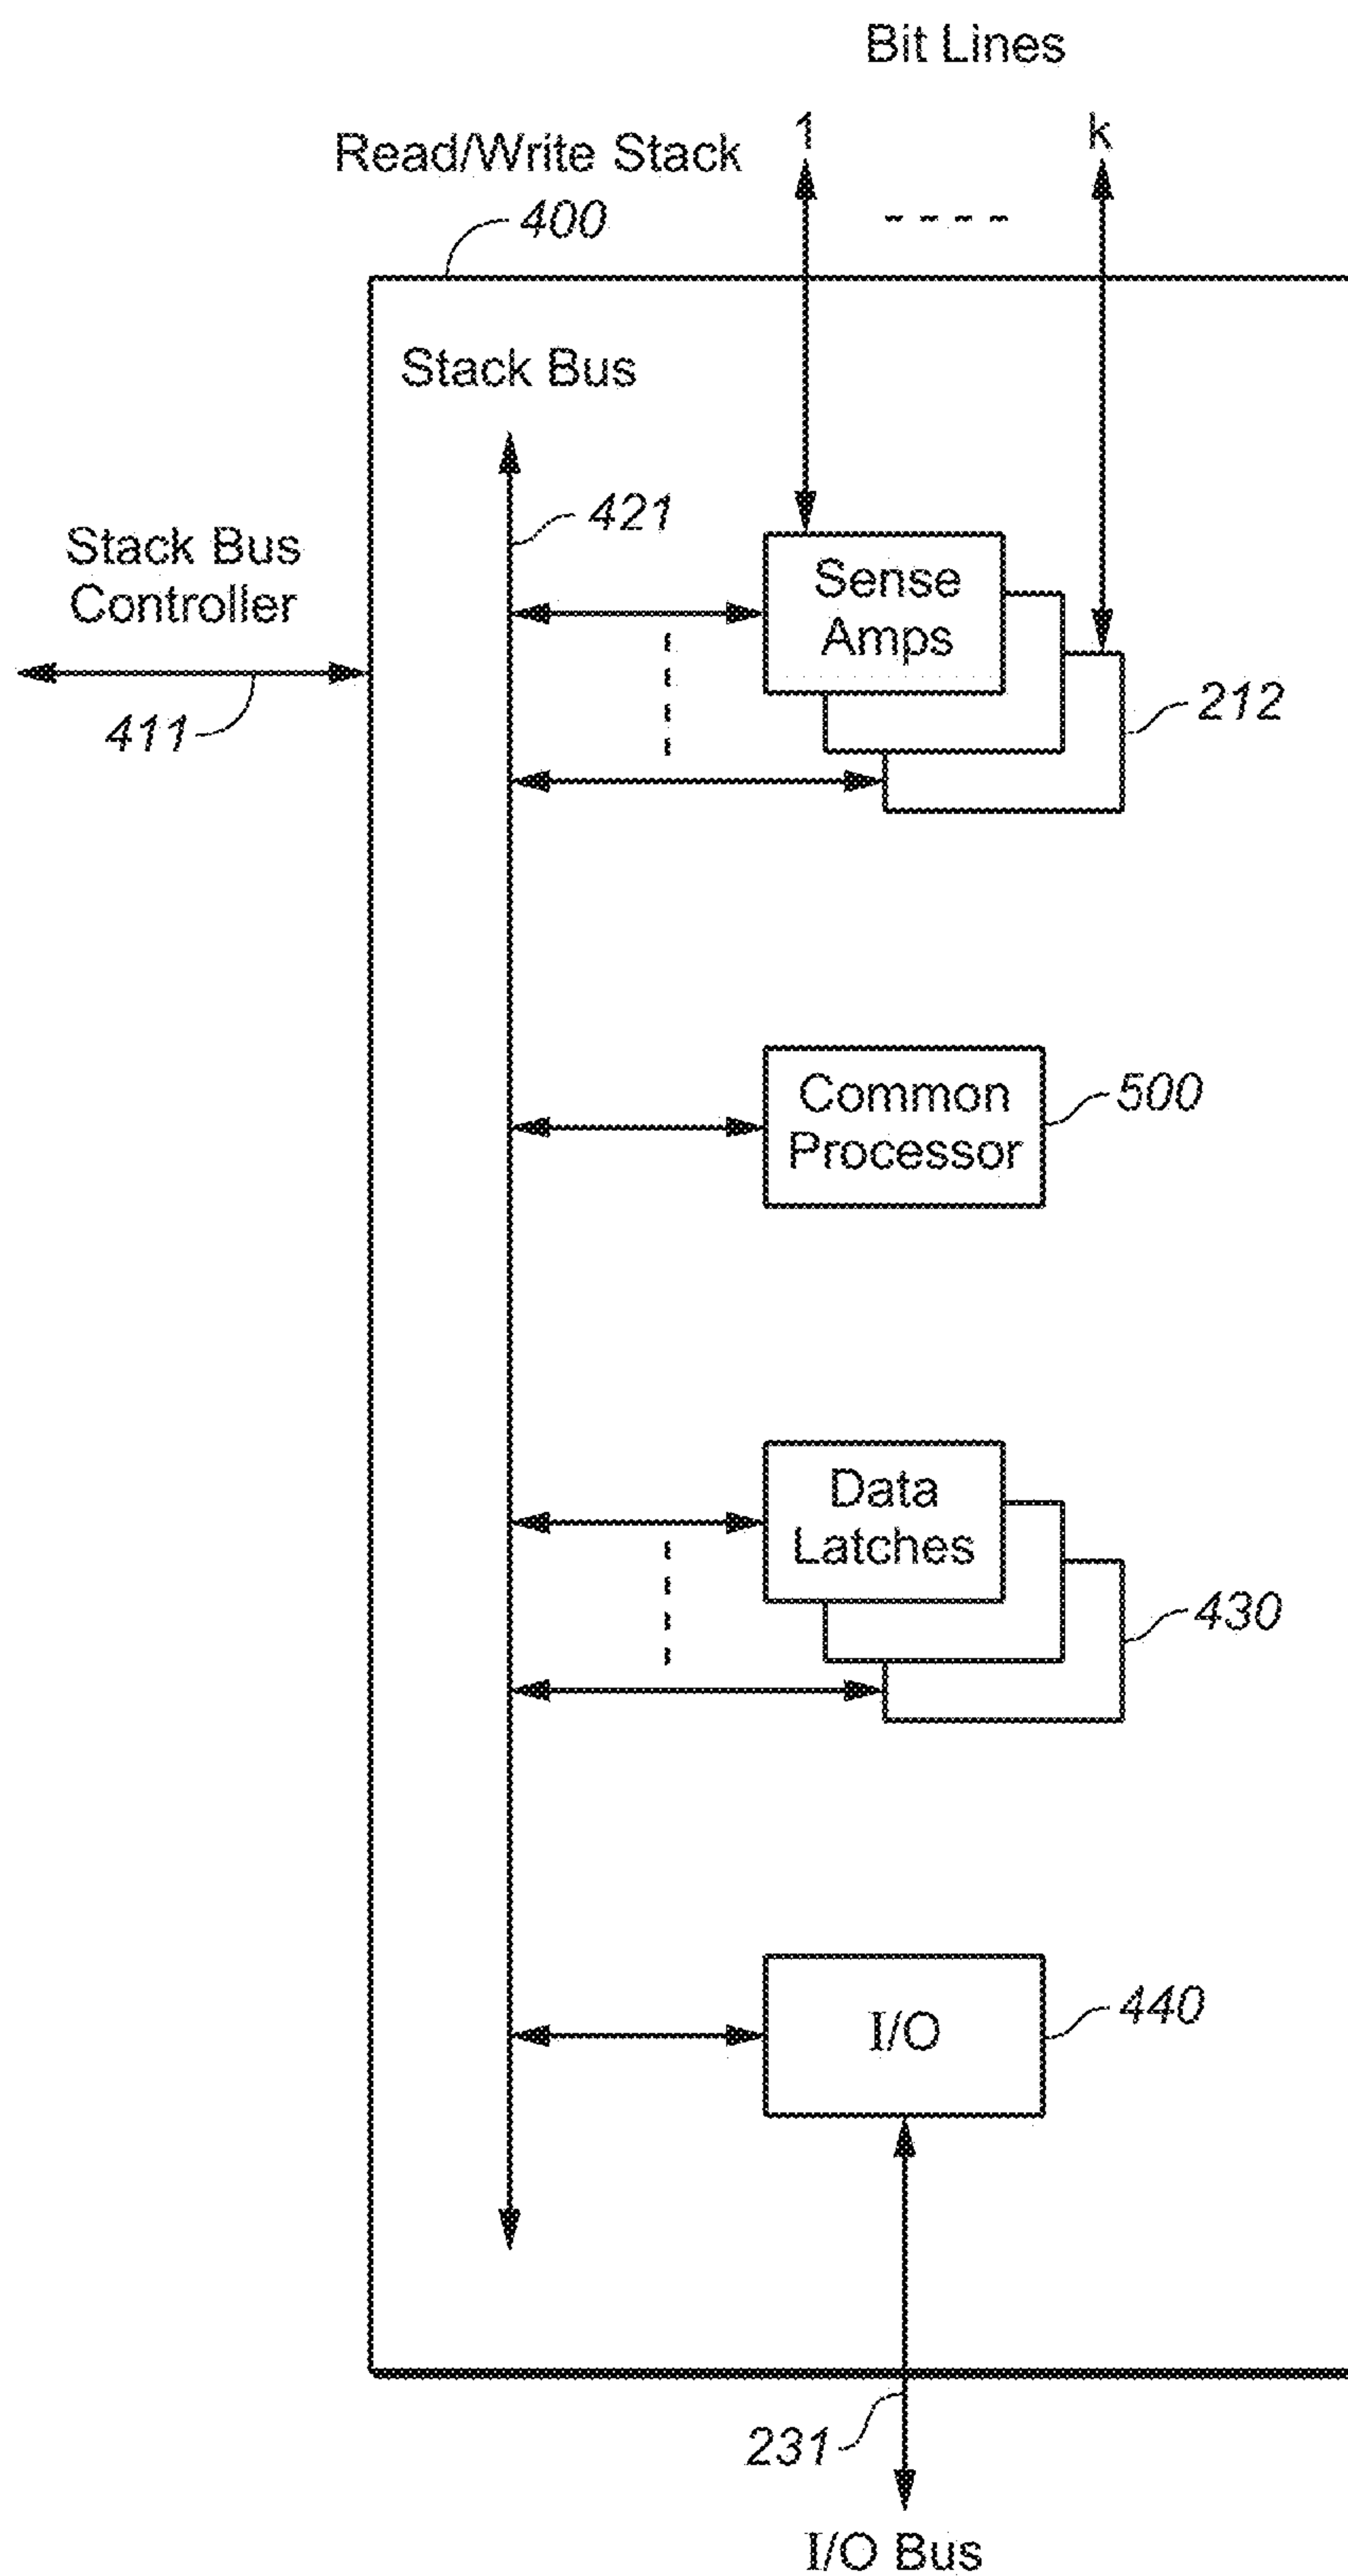 Bit Lines
1
k
Read/Write Stack
400
Stack Bus
421
Stack Bus
Controller
411
Sense
Amps
212
Common
Processor
500
Data
Latches
430
I/O
440
231
I/O Bus